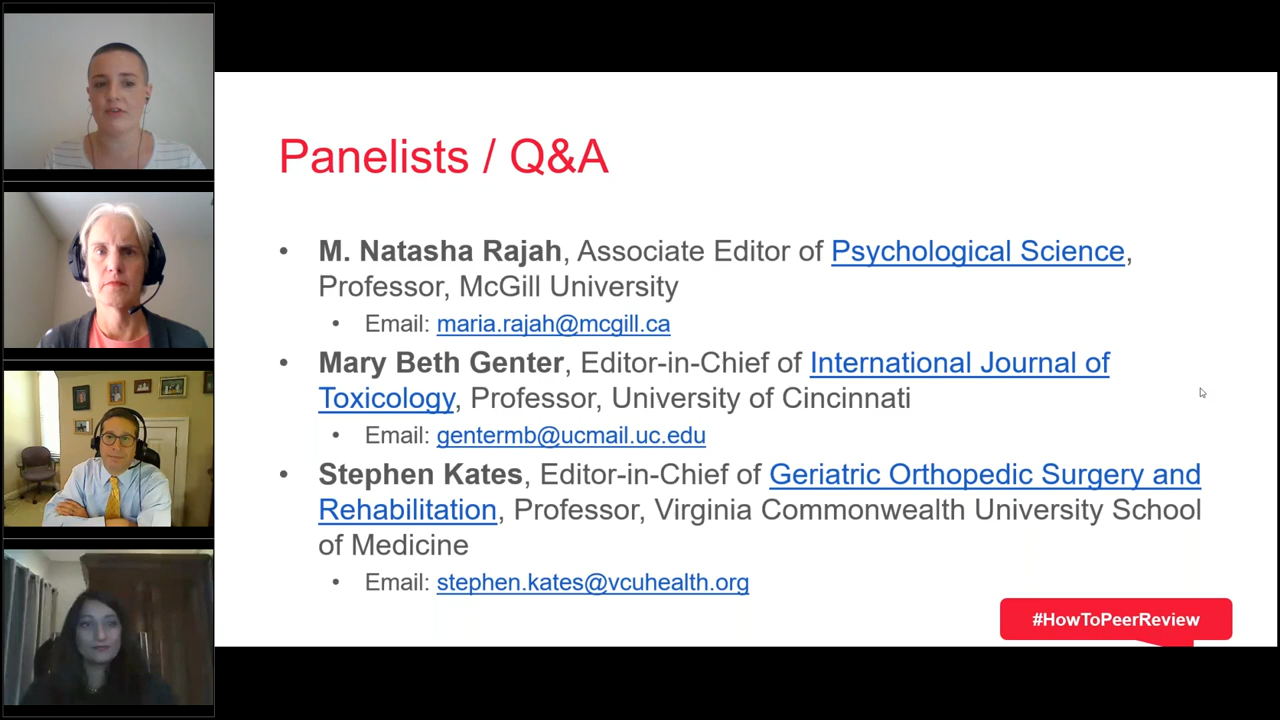 Panelists / Q&A
• M. Natasha Rajah, Associate Editor of Psychological Science,
Professor, McGill University
• Email: maria.rajah@mcgill.ca
• Mary Beth Genter, Editor-in-Chief of International Journal of
Toxicology, Professor, University of Cincinnati
• Email: gentermb@ucmail.uc.edu
• Stephen Kates, Editor-in-Chief of Geriatric Orthopedic Surgery and
Rehabilitation, Professor, Virginia Commonwealth University School
of Medicine
• Email: stephen.kates@vcuhealth.org
#HowToPeerReview